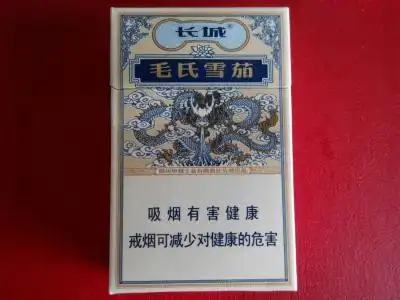 长城®
毛氏雪茄
吸烟有害健康
戒烟可减少对健康的危害